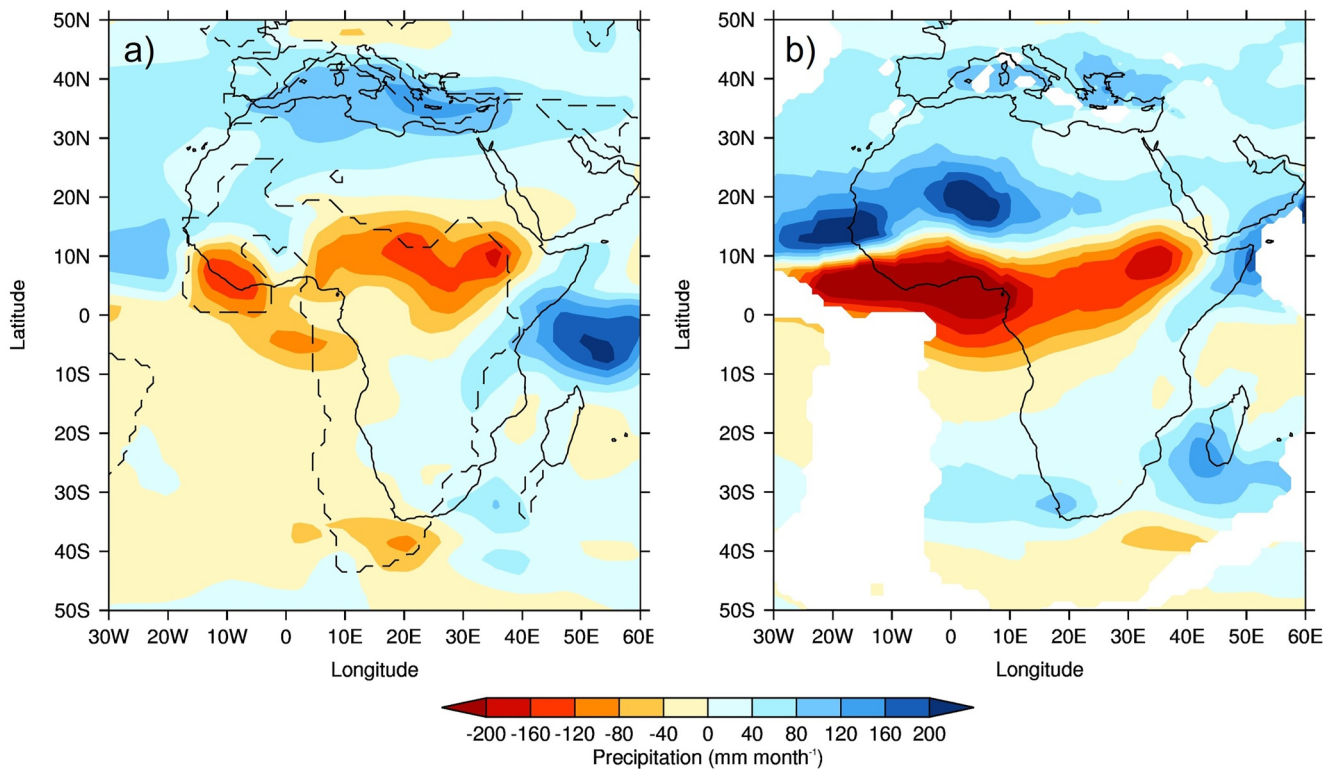 a)
b)
50N
40N
30N
20N
10N
0
10S
20S
30S
40S
50S
Latitude
30W 20W 10W 0 10E 20E 30E 40E 50E 60E
Longitude
50N
40N
30N
20N
10N
0
10S
20S
30S
40S
50S
Latitude
30W 20W 10W 0 10E 20E 30E 40E 50E 60E
Longitude
-200 -160 -120 -80 -40 0 40 80 120 160 200
Precipitation (mm month⁻¹)